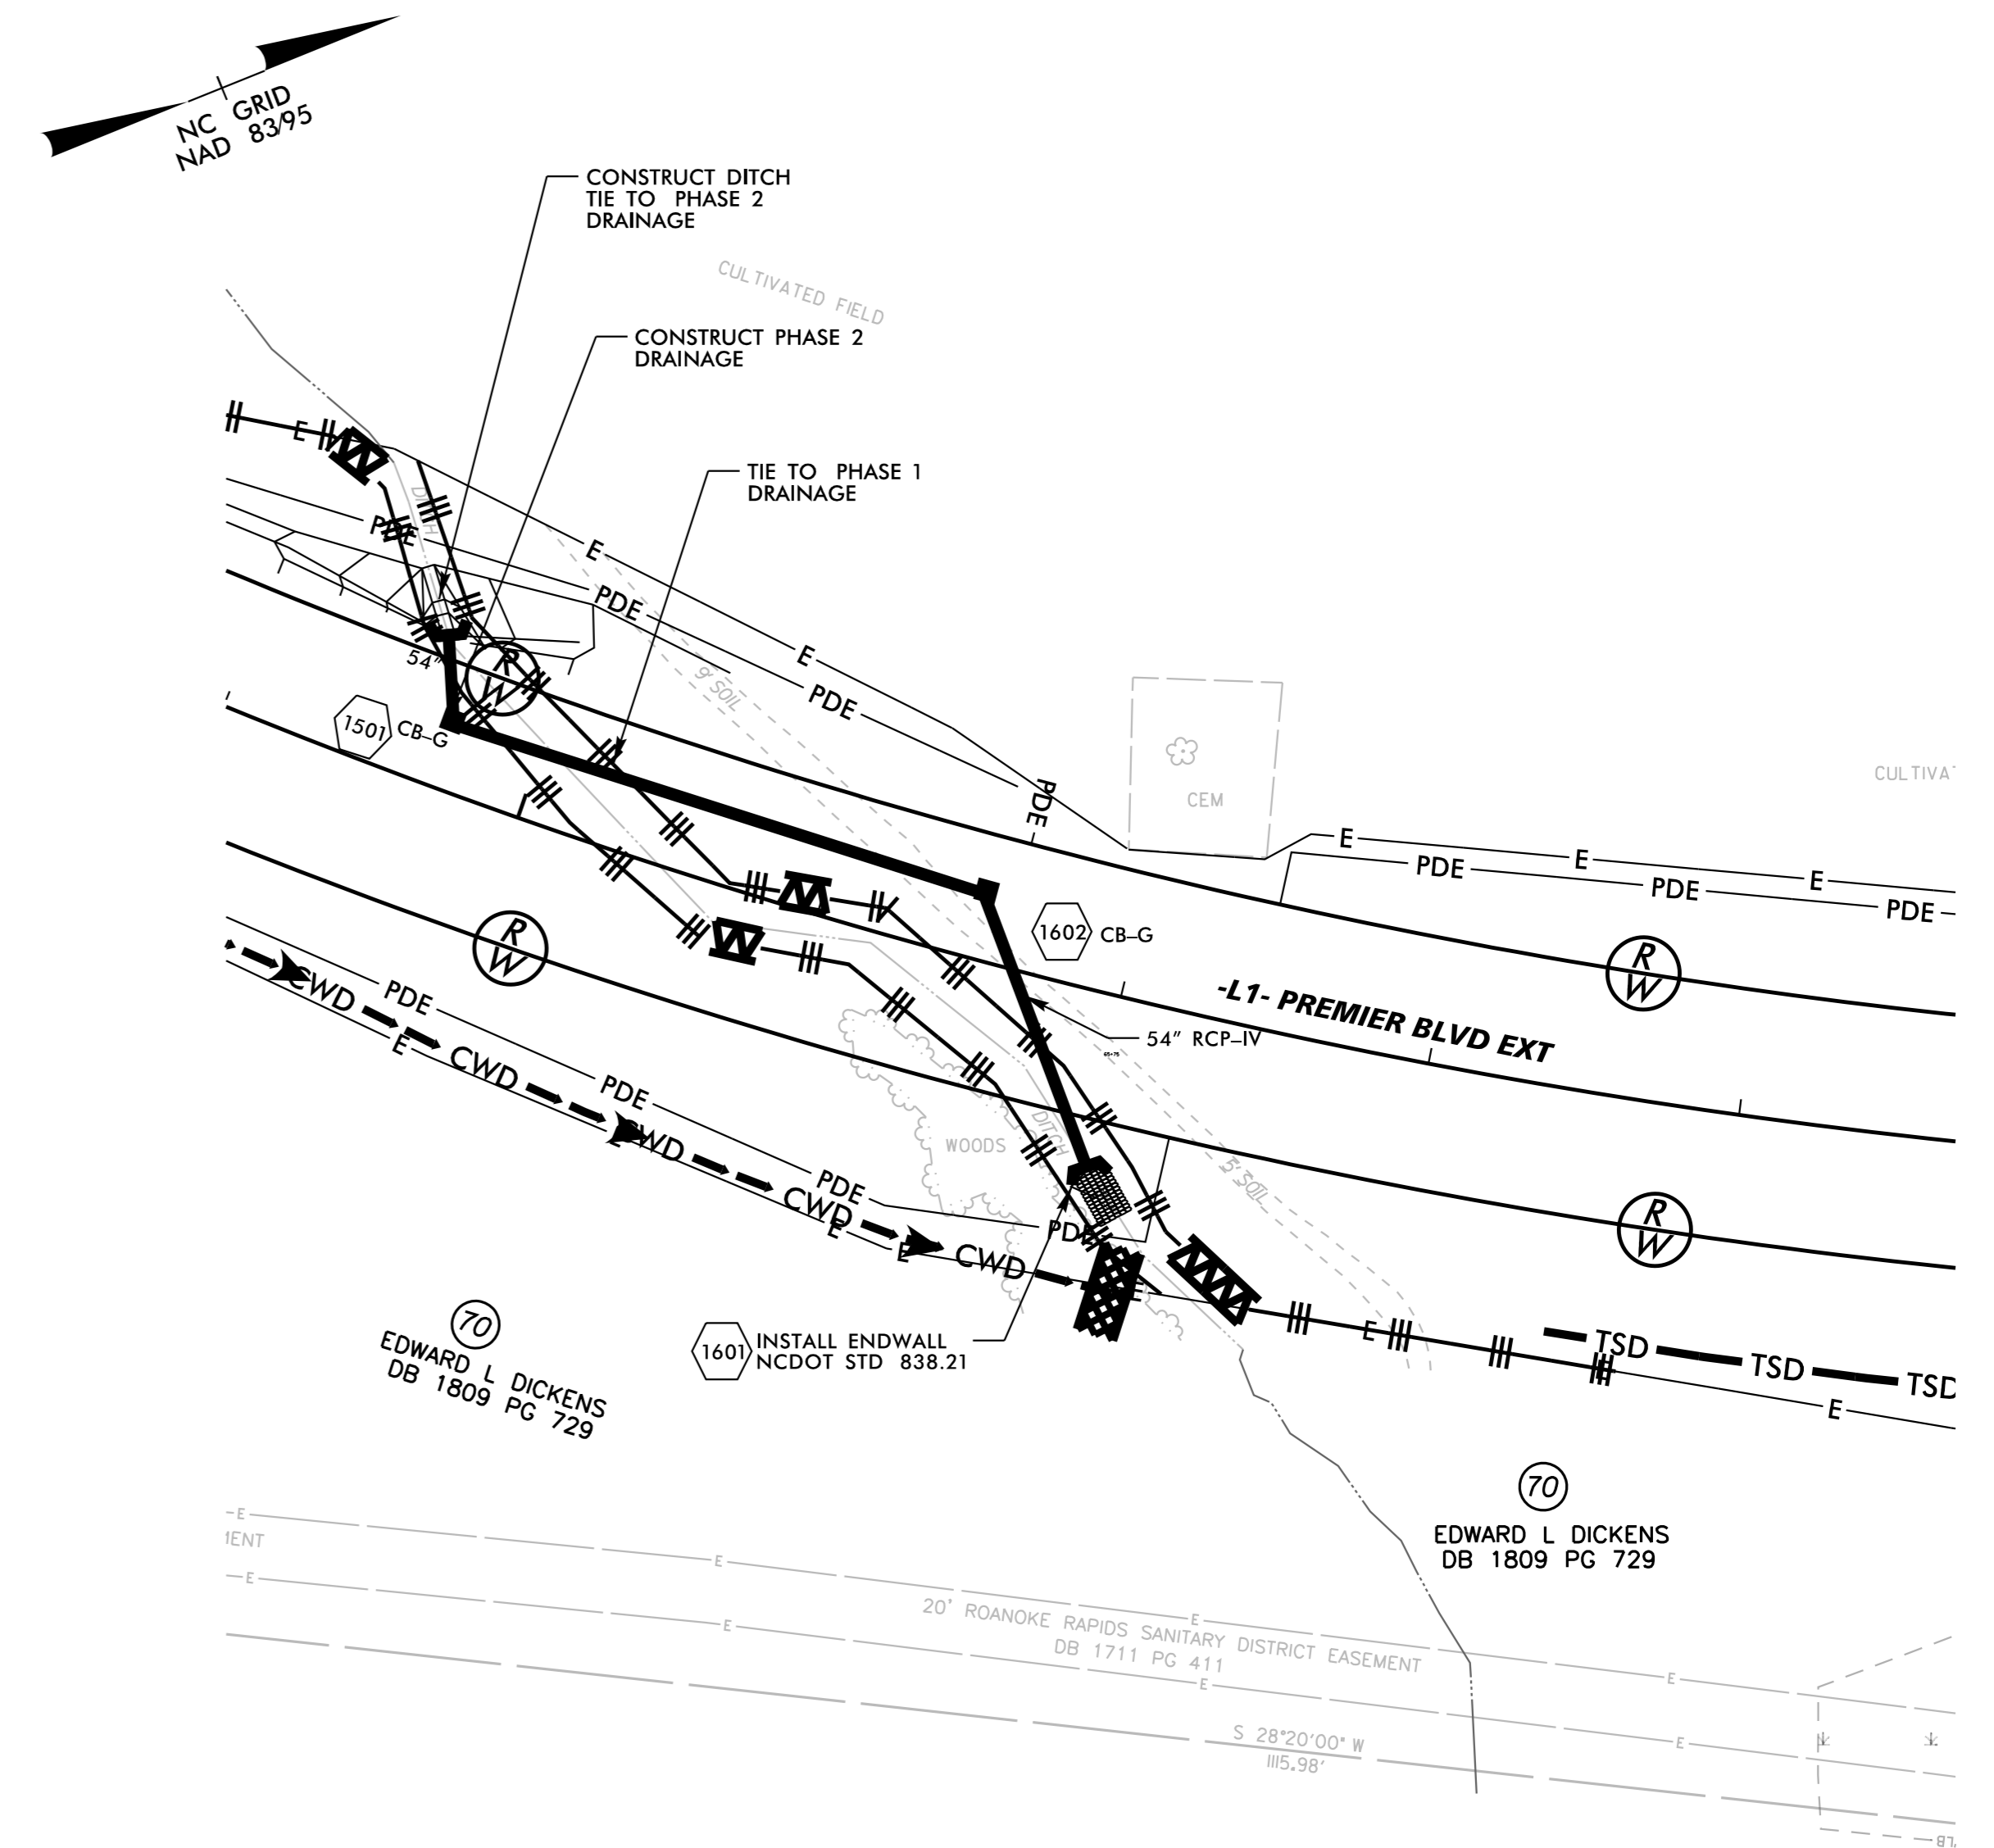 NC GRID
NAD 83/95
CONSTRUCT DITCH
TIE TO PHASE 2
DRAINAGE
CULTIVATED FIELD
CONSTRUCT PHASE 2
DRAINAGE
TIE TO PHASE 1
DRAINAGE
E
DITCH
PDE
E
PDE
54"
R
W
9' SOIL
E
PDE
1501
CB-G
CEM
CULTIVA
PDE
E
E
E
PDE
PDE
PDE
1602
CB-G
R
W
R
W
-L1- PREMIER BLVD EXT
54" RCP-IV
65+75
CWD
PDE
E
CWD
PDE
CWD
E
WOODS
DITCH
5' SOIL
PDE
CWD
E
PDE
E
CWD
E
R
W
1601
INSTALL ENDWALL
NCDOT STD 838.21
E
E
TSD
TSD
TSD
E
70
EDWARD L DICKENS
DB 1809 PG 729
70
EDWARD L DICKENS
DB 1809 PG 729
E
MENT
E
E
E
20' ROANOKE RAPIDS SANITARY DISTRICT EASEMENT
DB 1711 PG 411
E
E
E
E
S 28°20'00" W
1115.98'